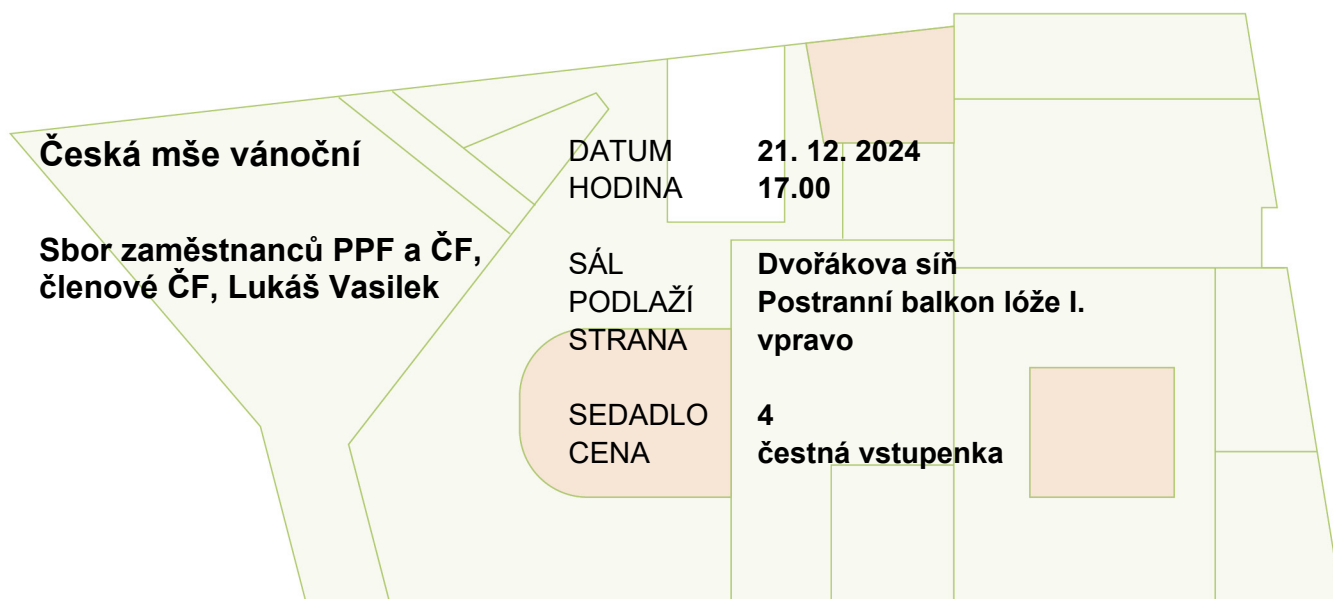 Česká mše vánoční
Sbor zaměstnanců PPF a ČF,
členové ČF, Lukáš Vasilek
DATUM 21. 12. 2024
HODINA 17.00
SÁL Dvořákova síň
PODLAŽÍ Postranní balkon lóže I.
STRANA vpravo
SEDADLO 4
CENA čestná vstupenka